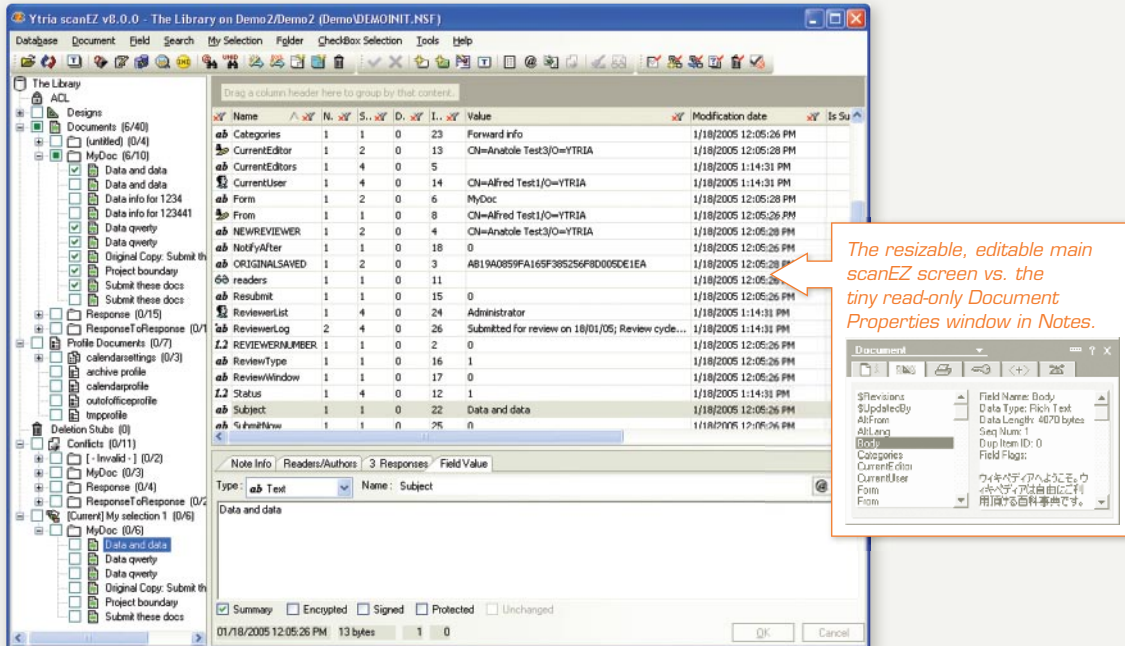 Ytria scanEZ v8.0.0 - The Library on Demo2/Demo2 (Demo\DEMOINIT.NSF)
Database Document Field Search My Selection Folder CheckBox Selection Tools Help
The Library
ACL
Designs
Documents (6/40)
(untitled) (0/4)
MyDoc (6/10)
Data and data
Data and data
Data info for 1234
Data info for 123441
Data qwerty
Data qwerty
Original Copy: Submit th
Project boundary
Submit these docs
Submit these docs
Response (0/15)
ResponseToResponse (0/1
Profile Documents (0/7)
calendarsettings (0/3)
archive profile
calendarprofile
outofofficeprofile
tmpprofile
Deletion Stubs (0)
Conflicts (0/11)
[ - Invalid - ] (0/2)
MyDoc (0/3)
Response (0/4)
ResponseToResponse (0/2
[Current] My selection 1 (0/6)
MyDoc (0/6)
Data and data
Data qwerty
Data qwerty
Original Copy: Submit th
Project boundary
Submit these docs
Drag a column header here to group by that content.
Name N.. S.. D.. I... Value Modification date Is Su
ab Categories 1 1 0 23 Forward info 1/18/2005 12:05:26 PM
CurrentEditor 1 2 0 13 CN=Anatole Test3/O=YTRIA 1/18/2005 12:05:28 PM
ab CurrentEditors 1 4 0 5 1/18/2005 1:14:31 PM
CurrentUser 1 4 0 14 CN=Alfred Test1/O=YTRIA 1/18/2005 1:14:31 PM
ab Form 1 2 0 6 MyDoc 1/18/2005 12:05:28 PM
From 1 1 0 8 CN=Alfred Test1/O=YTRIA 1/18/2005 12:05:26 PM
ab NEWREVIEWER 1 2 0 4 CN=Anatole Test3/O=YTRIA 1/18/2005 12:05:28 PM
ab NotifyAfter 1 1 0 18 0 1/18/2005 12:05:26 PM
ab ORIGINALSAVED 1 2 0 3 AB19A0859FA165F385256F8D005DE1EA 1/18/2005 12:05:28 PM
readers 1 1 0 11 1/18/2005 12:05:26 PM
ab Resubmit 1 1 0 15 0 1/18/2005 12:05:26 PM
ReviewerList 1 4 0 24 Administrator 1/18/2005 1:14:31 PM
ab ReviewerLog 2 4 0 26 Submitted for review on 18/01/05; Review cycle... 1/18/2005 1:14:31 PM
1.2 REVIEWERNUMBER 1 1 0 2 0 1/18/2005 12:05:26 PM
ab ReviewType 1 1 0 16 1 1/18/2005 12:05:26 PM
ab ReviewWindow 1 1 0 17 0 1/18/2005 12:05:26 PM
1.2 Status 1 4 0 12 1 1/18/2005 1:14:31 PM
ab Subject 1 1 0 22 Data and data 1/18/2005 12:05:26 PM
ab SubmitNow 1 1 0 25 0 1/18/2005 12:05:26 PM
Note Info Readers/Authors 3 Responses Field Value
Type: ab Text Name: Subject
Data and data
Summary Encrypted Signed Protected Unchanged
01/18/2005 12:05:26 PM 13 bytes 1 0
OK Cancel
The resizable, editable main
scanEZ screen vs. the
tiny read-only Document
Properties window in Notes.
Document
$Revisions
$UpdatedBy
AltFrom
AltLang
Body
Categories
CurrentEditor
CurrentUser
Form
From
Field Name: Body
Data Type: Rich Text
Data Length: 4070 bytes
Seq Num: 1
Dup Item ID: 0
Field Flags:
ウィキペディアへようこそ。ウ
ィキペディアは自由にご利
用頂ける百科事典です。